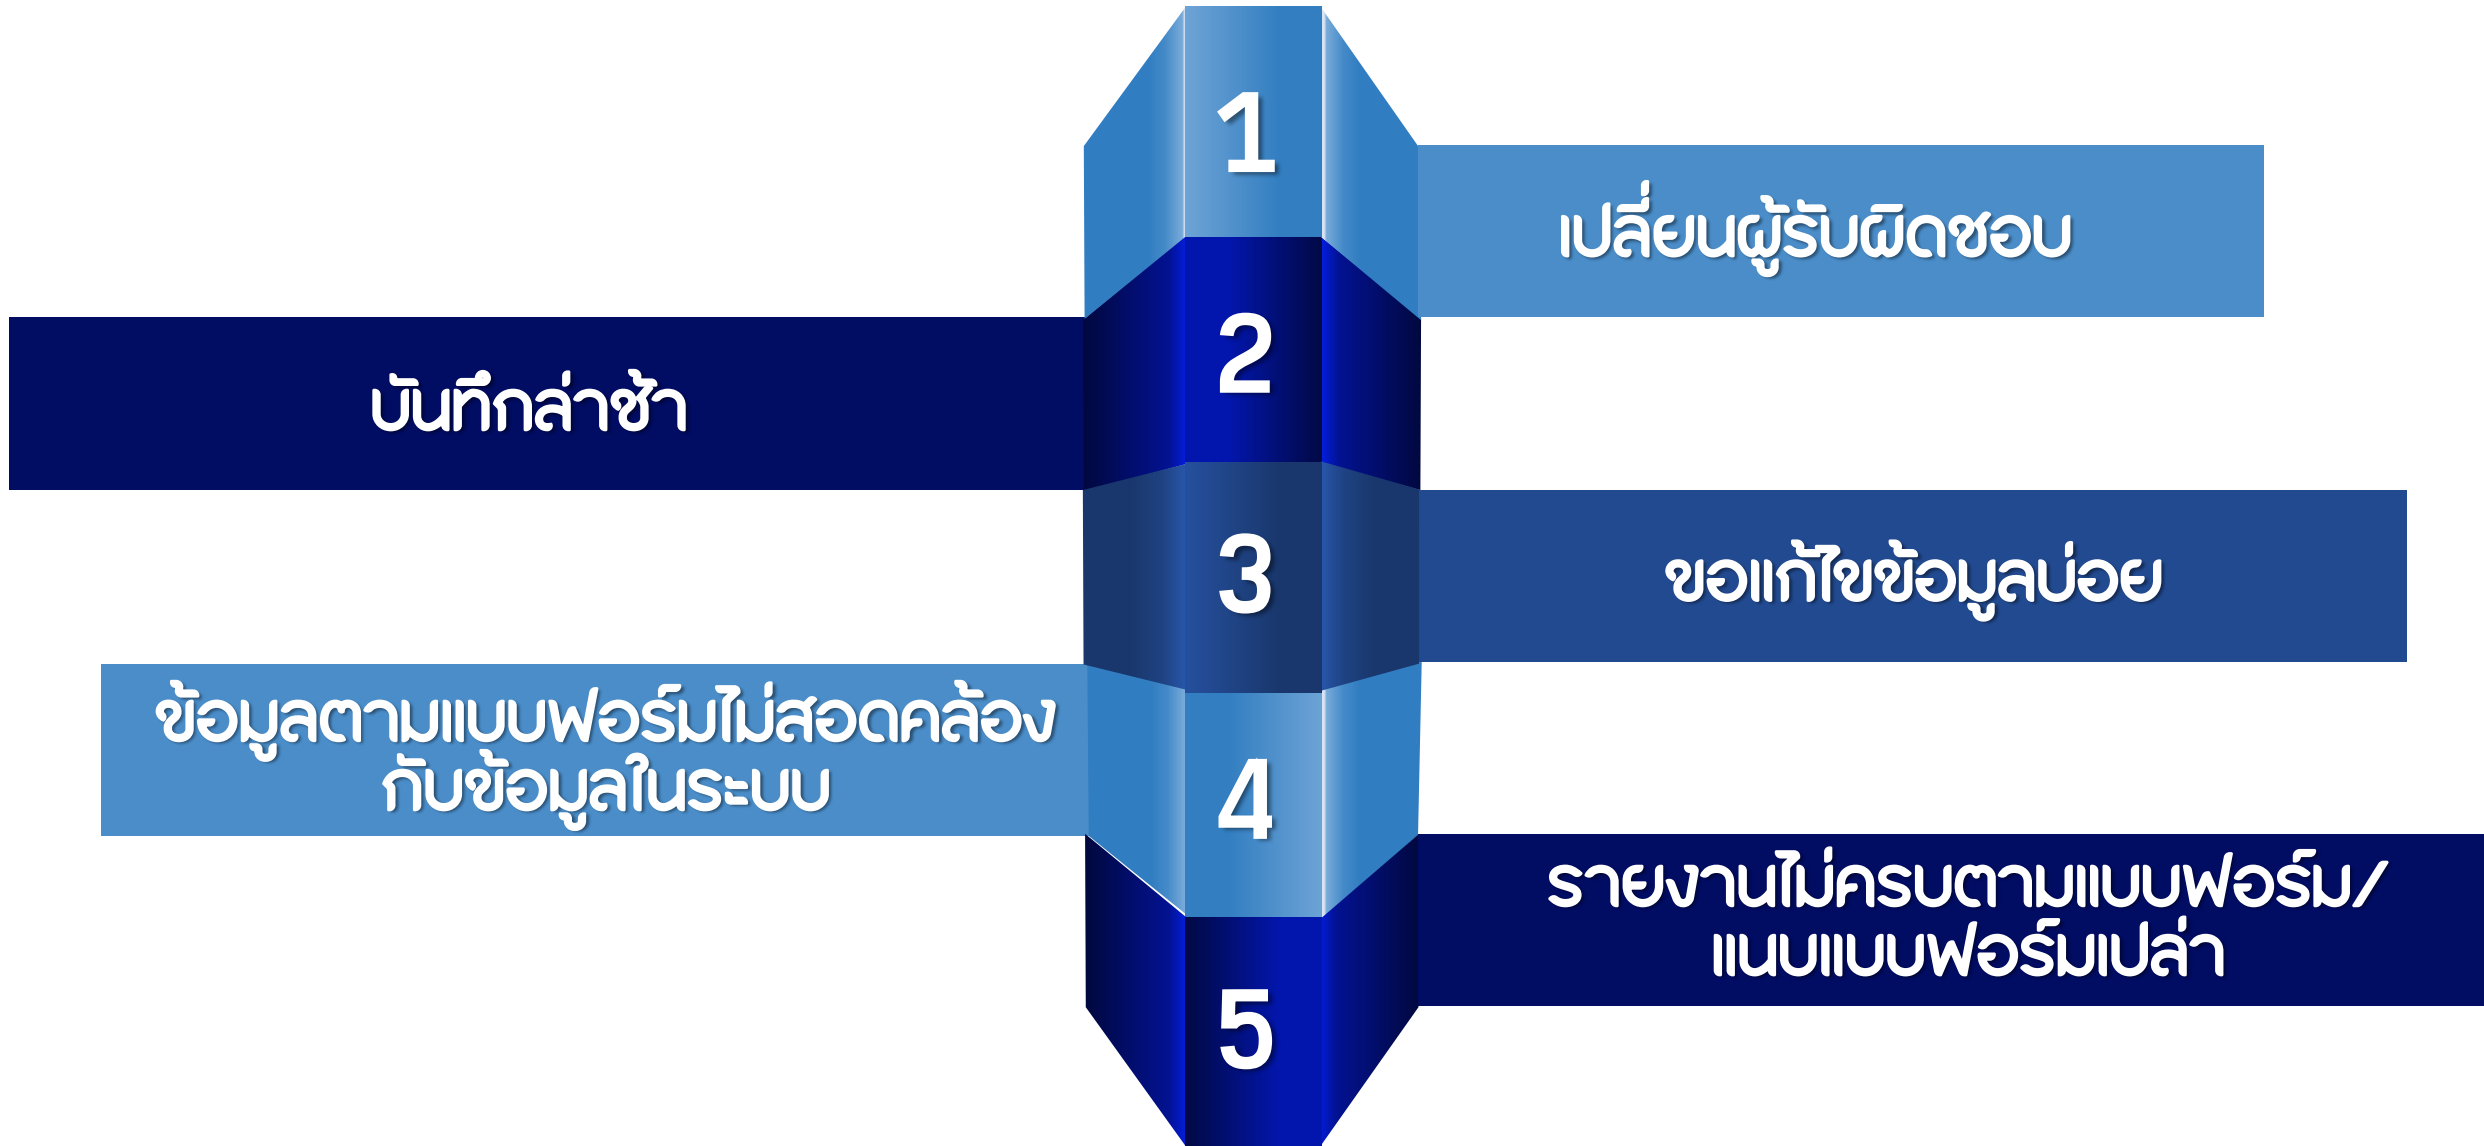 1
เปลี่ยนผู้รับผิดชอบ
2
บันทึกล่าช้า
3
ขอแก้ไขข้อมูลบ่อย
4
ข้อมูลตามแบบฟอร์มไม่สอดคล้อง
กับข้อมูลในระบบ
5
รายงานไม่ครบตามแบบฟอร์ม/
แนบแบบฟอร์มเปล่า